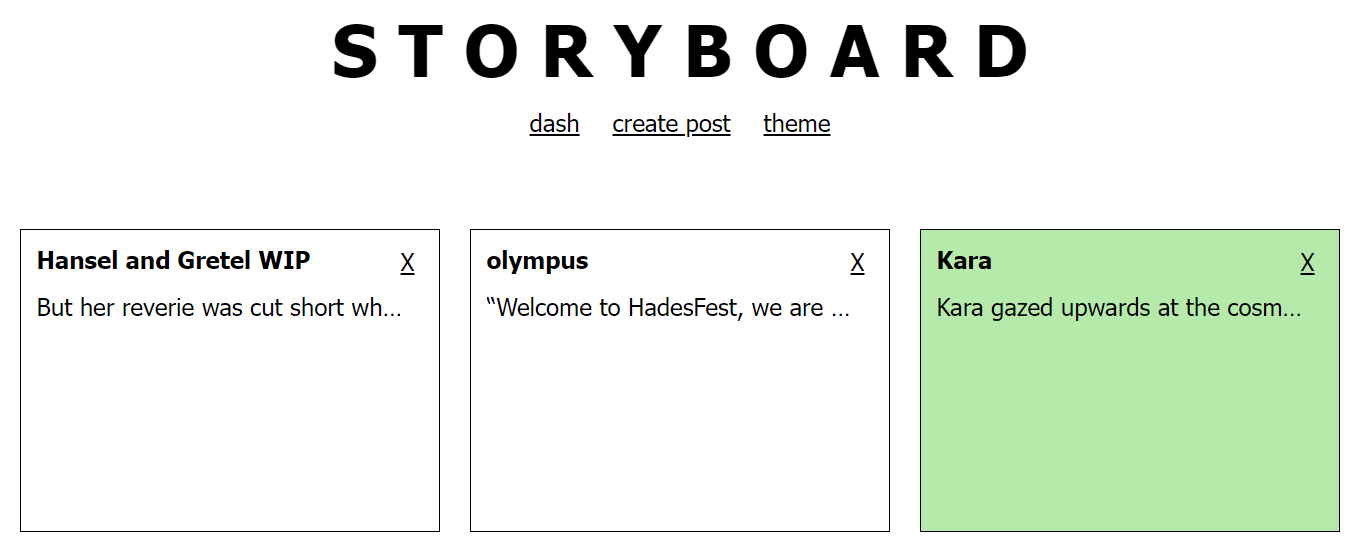 STORYBOARD
dash create post theme
Hansel and Gretel WIP X
But her reverie was cut short wh...
olympus X
“Welcome to HadesFest, we are ...
Kara X
Kara gazed upwards at the cosm...